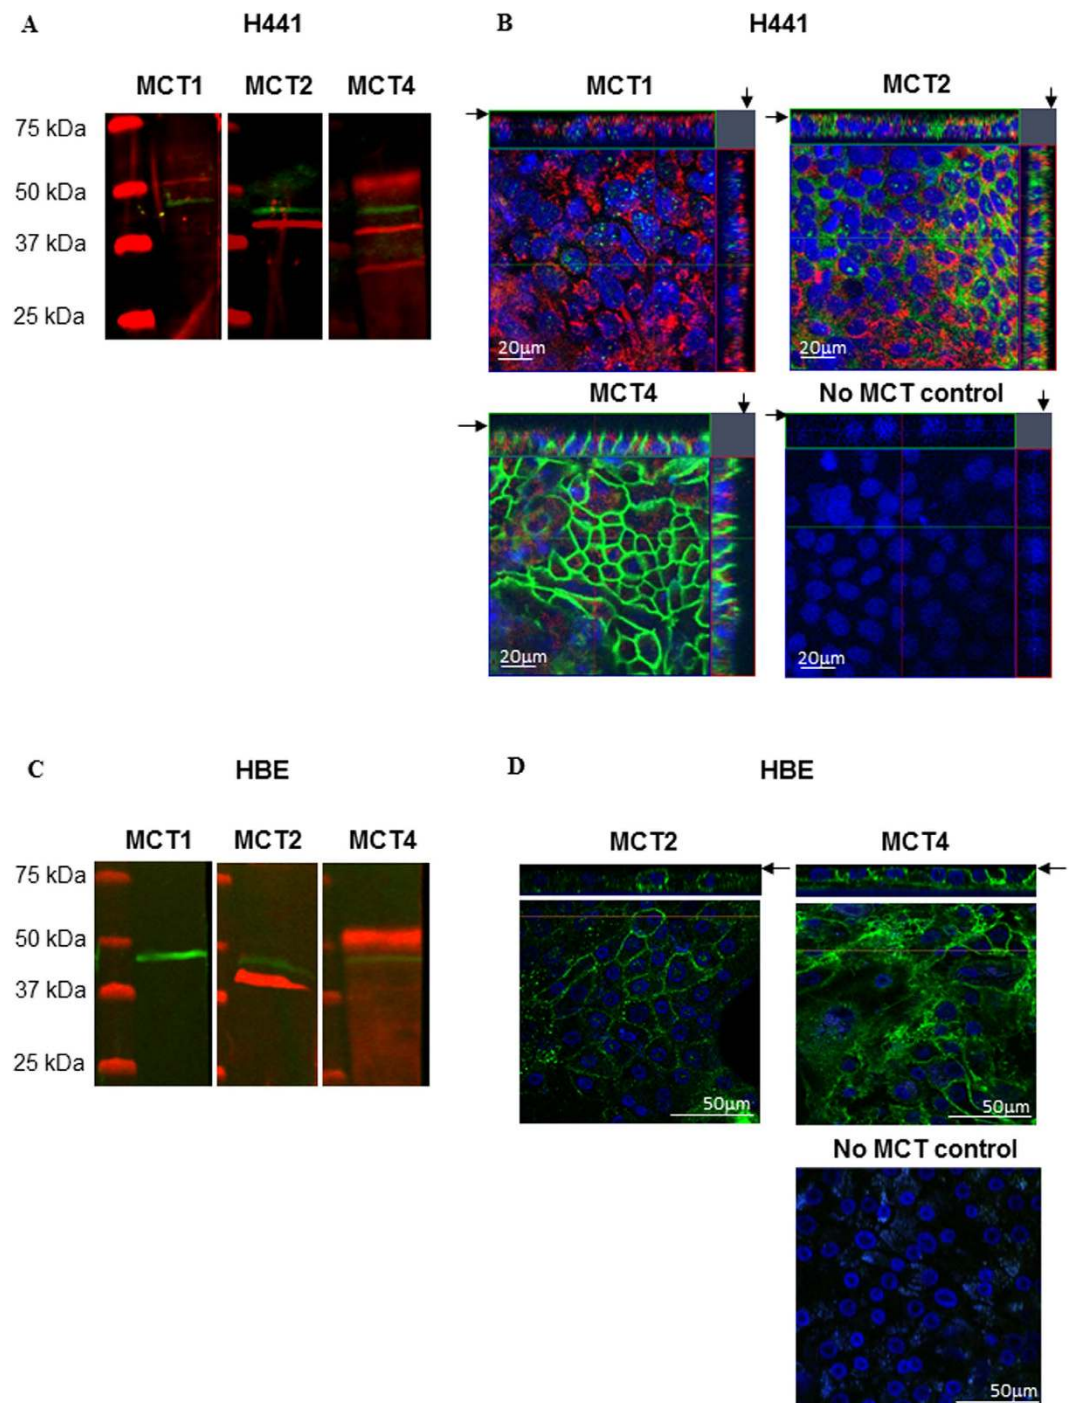 A
H441
MCT1 MCT2 MCT4
75 kDa
50 kDa
37 kDa
25 kDa
B
H441
MCT1
20µm
MCT2
20µm
MCT4
20µm
No MCT control
20µm
C
HBE
MCT1 MCT2 MCT4
75 kDa
50 kDa
37 kDa
25 kDa
D
HBE
MCT2
50µm
MCT4
50µm
No MCT control
50µm